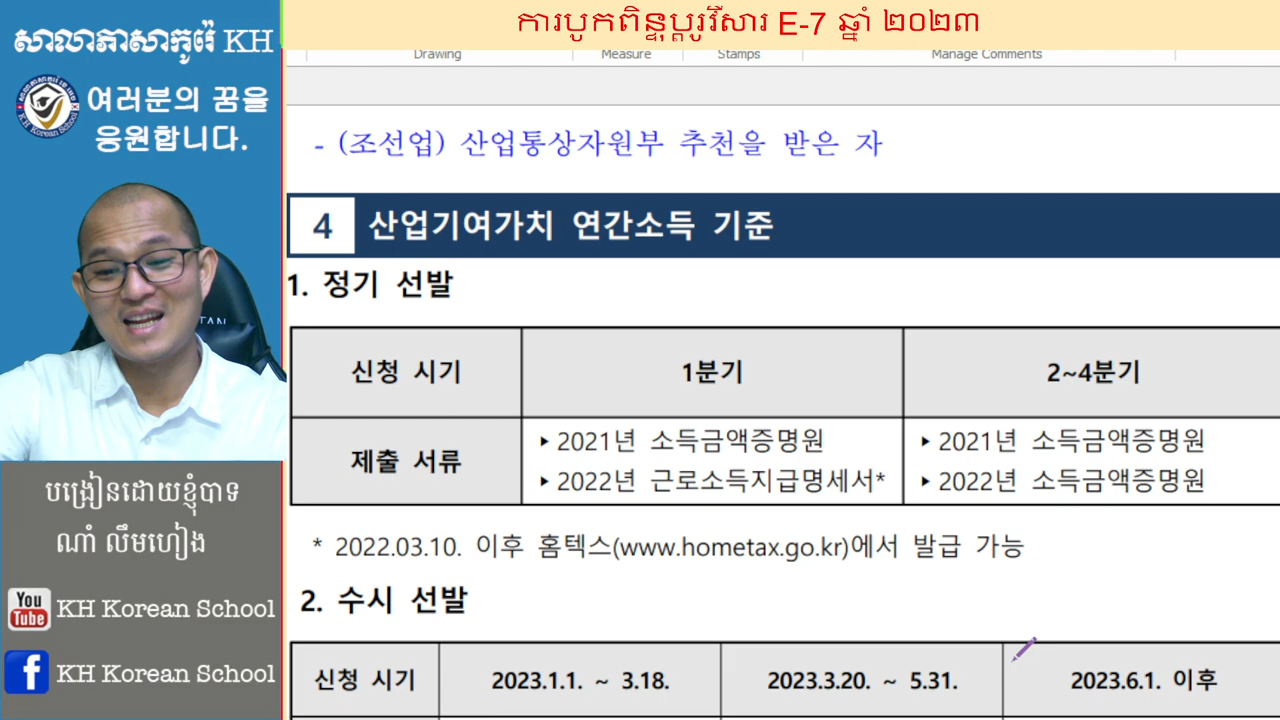 ការបូកពិន្ទុប្ដូរវីសារ E-7 ឆ្នាំ ២០២៣
សាលាភាសាកូរ៉េ KH
여러분의 꿈을
응원합니다.
Drawing Measure Stamps Manage Comments
- (조선업) 산업통상자원부 추천을 받은 자
4 산업기여가치 연간소득 기준
1. 정기 선발
신청 시기 1분기 2~4분기
제출 서류 ▸ 2021년 소득금액증명원 ▸ 2021년 소득금액증명원
▸ 2022년 근로소득지급명세서* ▸ 2022년 소득금액증명원
* 2022.03.10. 이후 홈텍스(www.hometax.go.kr)에서 발급 가능
2. 수시 선발
신청 시기 2023.1.1. ~ 3.18. 2023.3.20. ~ 5.31. 2023.6.1. 이후
បង្រៀនដោយខ្ញុំបាទ
ណាំ លឹមហៀង
You Tube KH Korean School
f KH Korean School